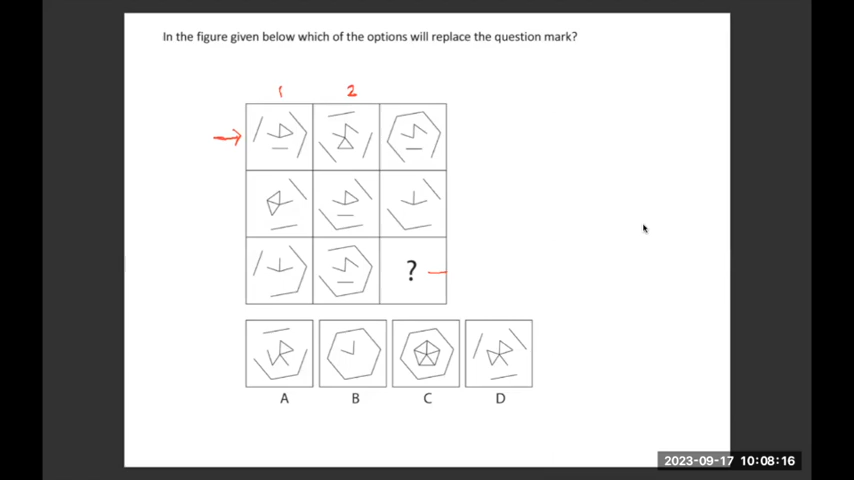 In the figure given below which of the options will replace the question mark?
1 2
?
A B C D
2023-09-17 10:08:16